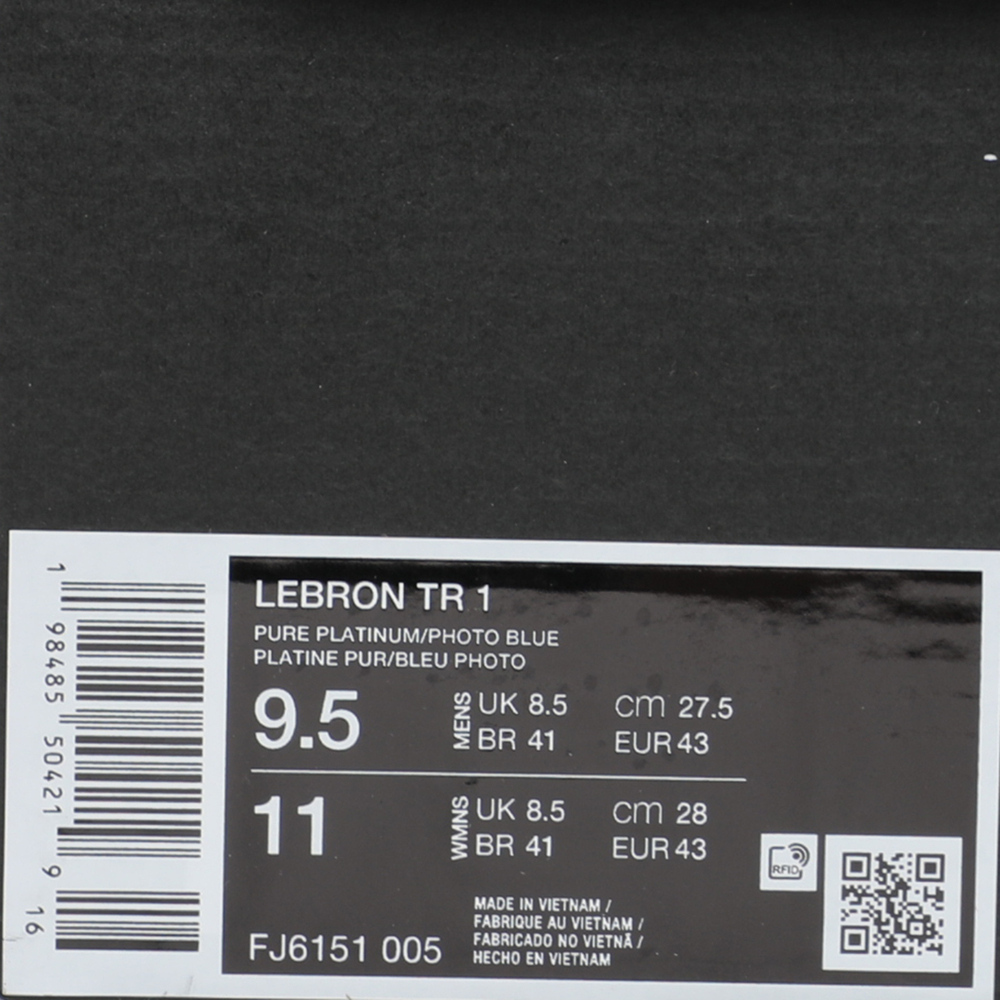 LEBRON TR 1
PURE PLATINUM/PHOTO BLUE
PLATINE PUR/BLEU PHOTO
9.5 MENS UK 8.5 cm 27.5
BR 41 EUR 43
11 WMNS UK 8.5 cm 28
BR 41 EUR 43
MADE IN VIETNAM /
FABRIQUE AU VIETNAM /
FABRICADO NO VIETNÃ /
HECHO EN VIETNAM
FJ6151 005
RFID
1 98485 50421 9
16